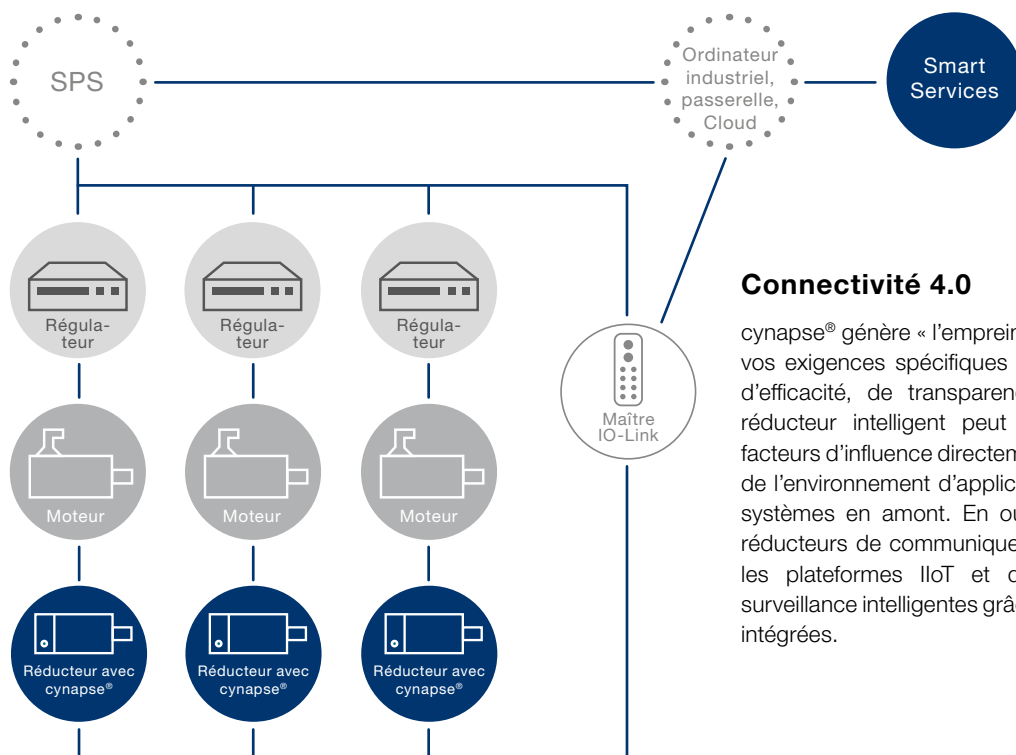 SPS
Ordinateur
industriel,
passerelle,
Cloud
Smart
Services
Régula-
teur
Régula-
teur
Régula-
teur
Maître
IO-Link
Moteur
Moteur
Moteur
Réducteur avec
cynapse®
Réducteur avec
cynapse®
Réducteur avec
cynapse®
Connectivité 4.0
cynapse® génère « l'emprein
vos exigences spécifiques
d'efficacité, de transparen
réducteur intelligent peut
facteurs d'influence directem
de l'environnement d'applic
systèmes en amont. En ou
réducteurs de communique
les plateformes IIoT et
surveillance intelligentes grâ
intégrées.